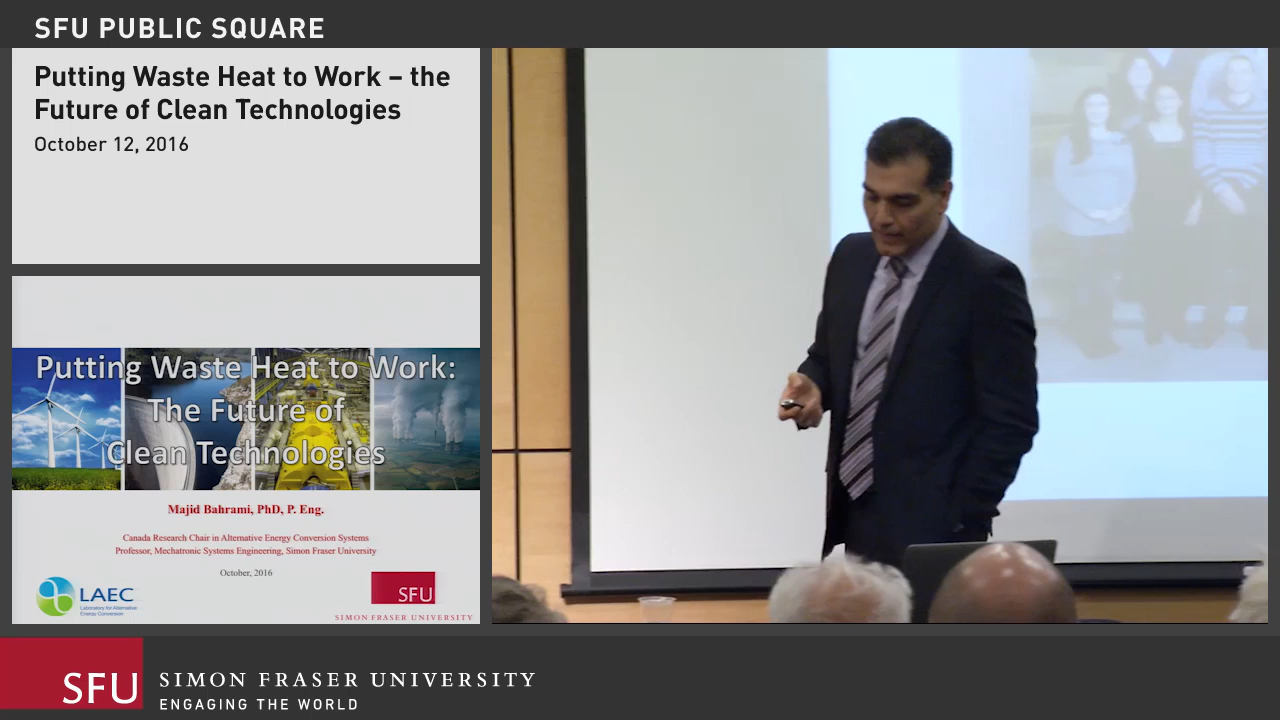 SFU PUBLIC SQUARE
Putting Waste Heat to Work – the
Future of Clean Technologies
October 12, 2016
Putting Waste Heat to Work:
The Future of
Clean Technologies
Majid Bahrami, PhD, P. Eng.
Canada Research Chair in Alternative Energy Conversion Systems
Professor, Mechatronic Systems Engineering, Simon Fraser University
October, 2016
LAEC
Laboratory for Alternative
Energy Conversion
SFU
SIMON FRASER UNIVERSITY
SFU
SIMON FRASER UNIVERSITY
ENGAGING THE WORLD